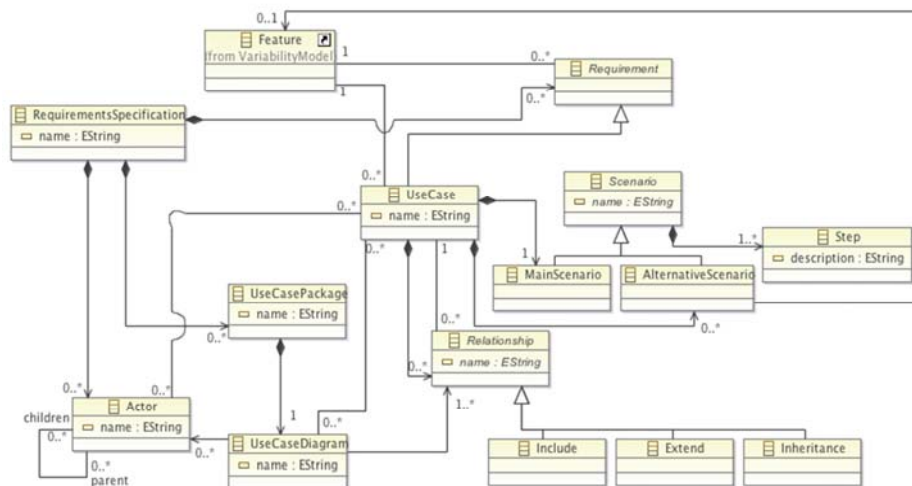 0..1
Feature
(from VariabilityModel)
1
0..*
Requirement
1
0..*
RequirementsSpecification
name : EString
0..*
UseCase
name : EString
0..*
0..*
1
Scenario
name : EString
1
1..*
Step
description : EString
MainScenario
AlternativeScenario
0..*
UseCasePackage
name : EString
0..*
0..*
Relationship
name : EString
0..*
0..*
0..*
1
0..*
1..*
Actor
name : EString
children
0..*
0..*
parent
0..*
UseCaseDiagram
name : EString
Include
Extend
Inheritance